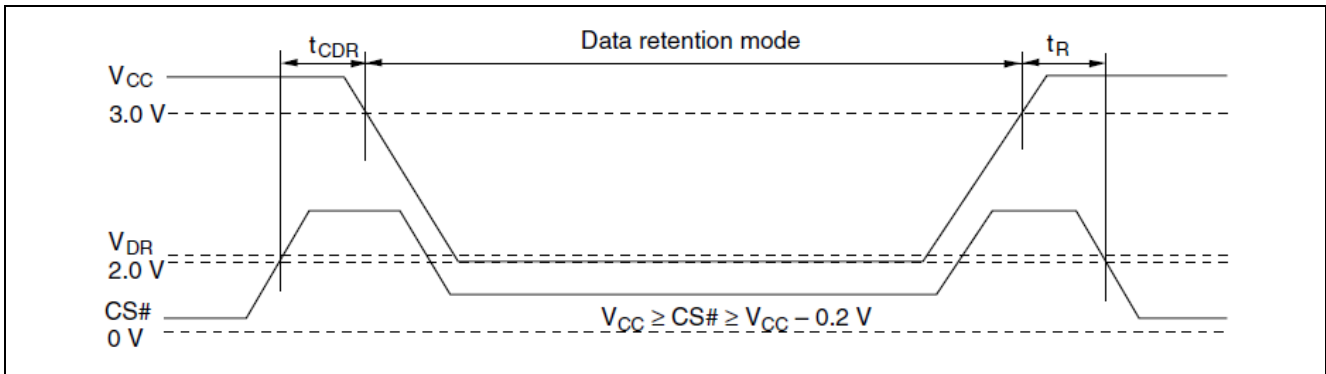 tCDR
Data retention mode
tR
VCC
3.0 V
VDR
2.0 V
CS#
VCC ≥ CS# ≥ VCC – 0.2 V
0 V